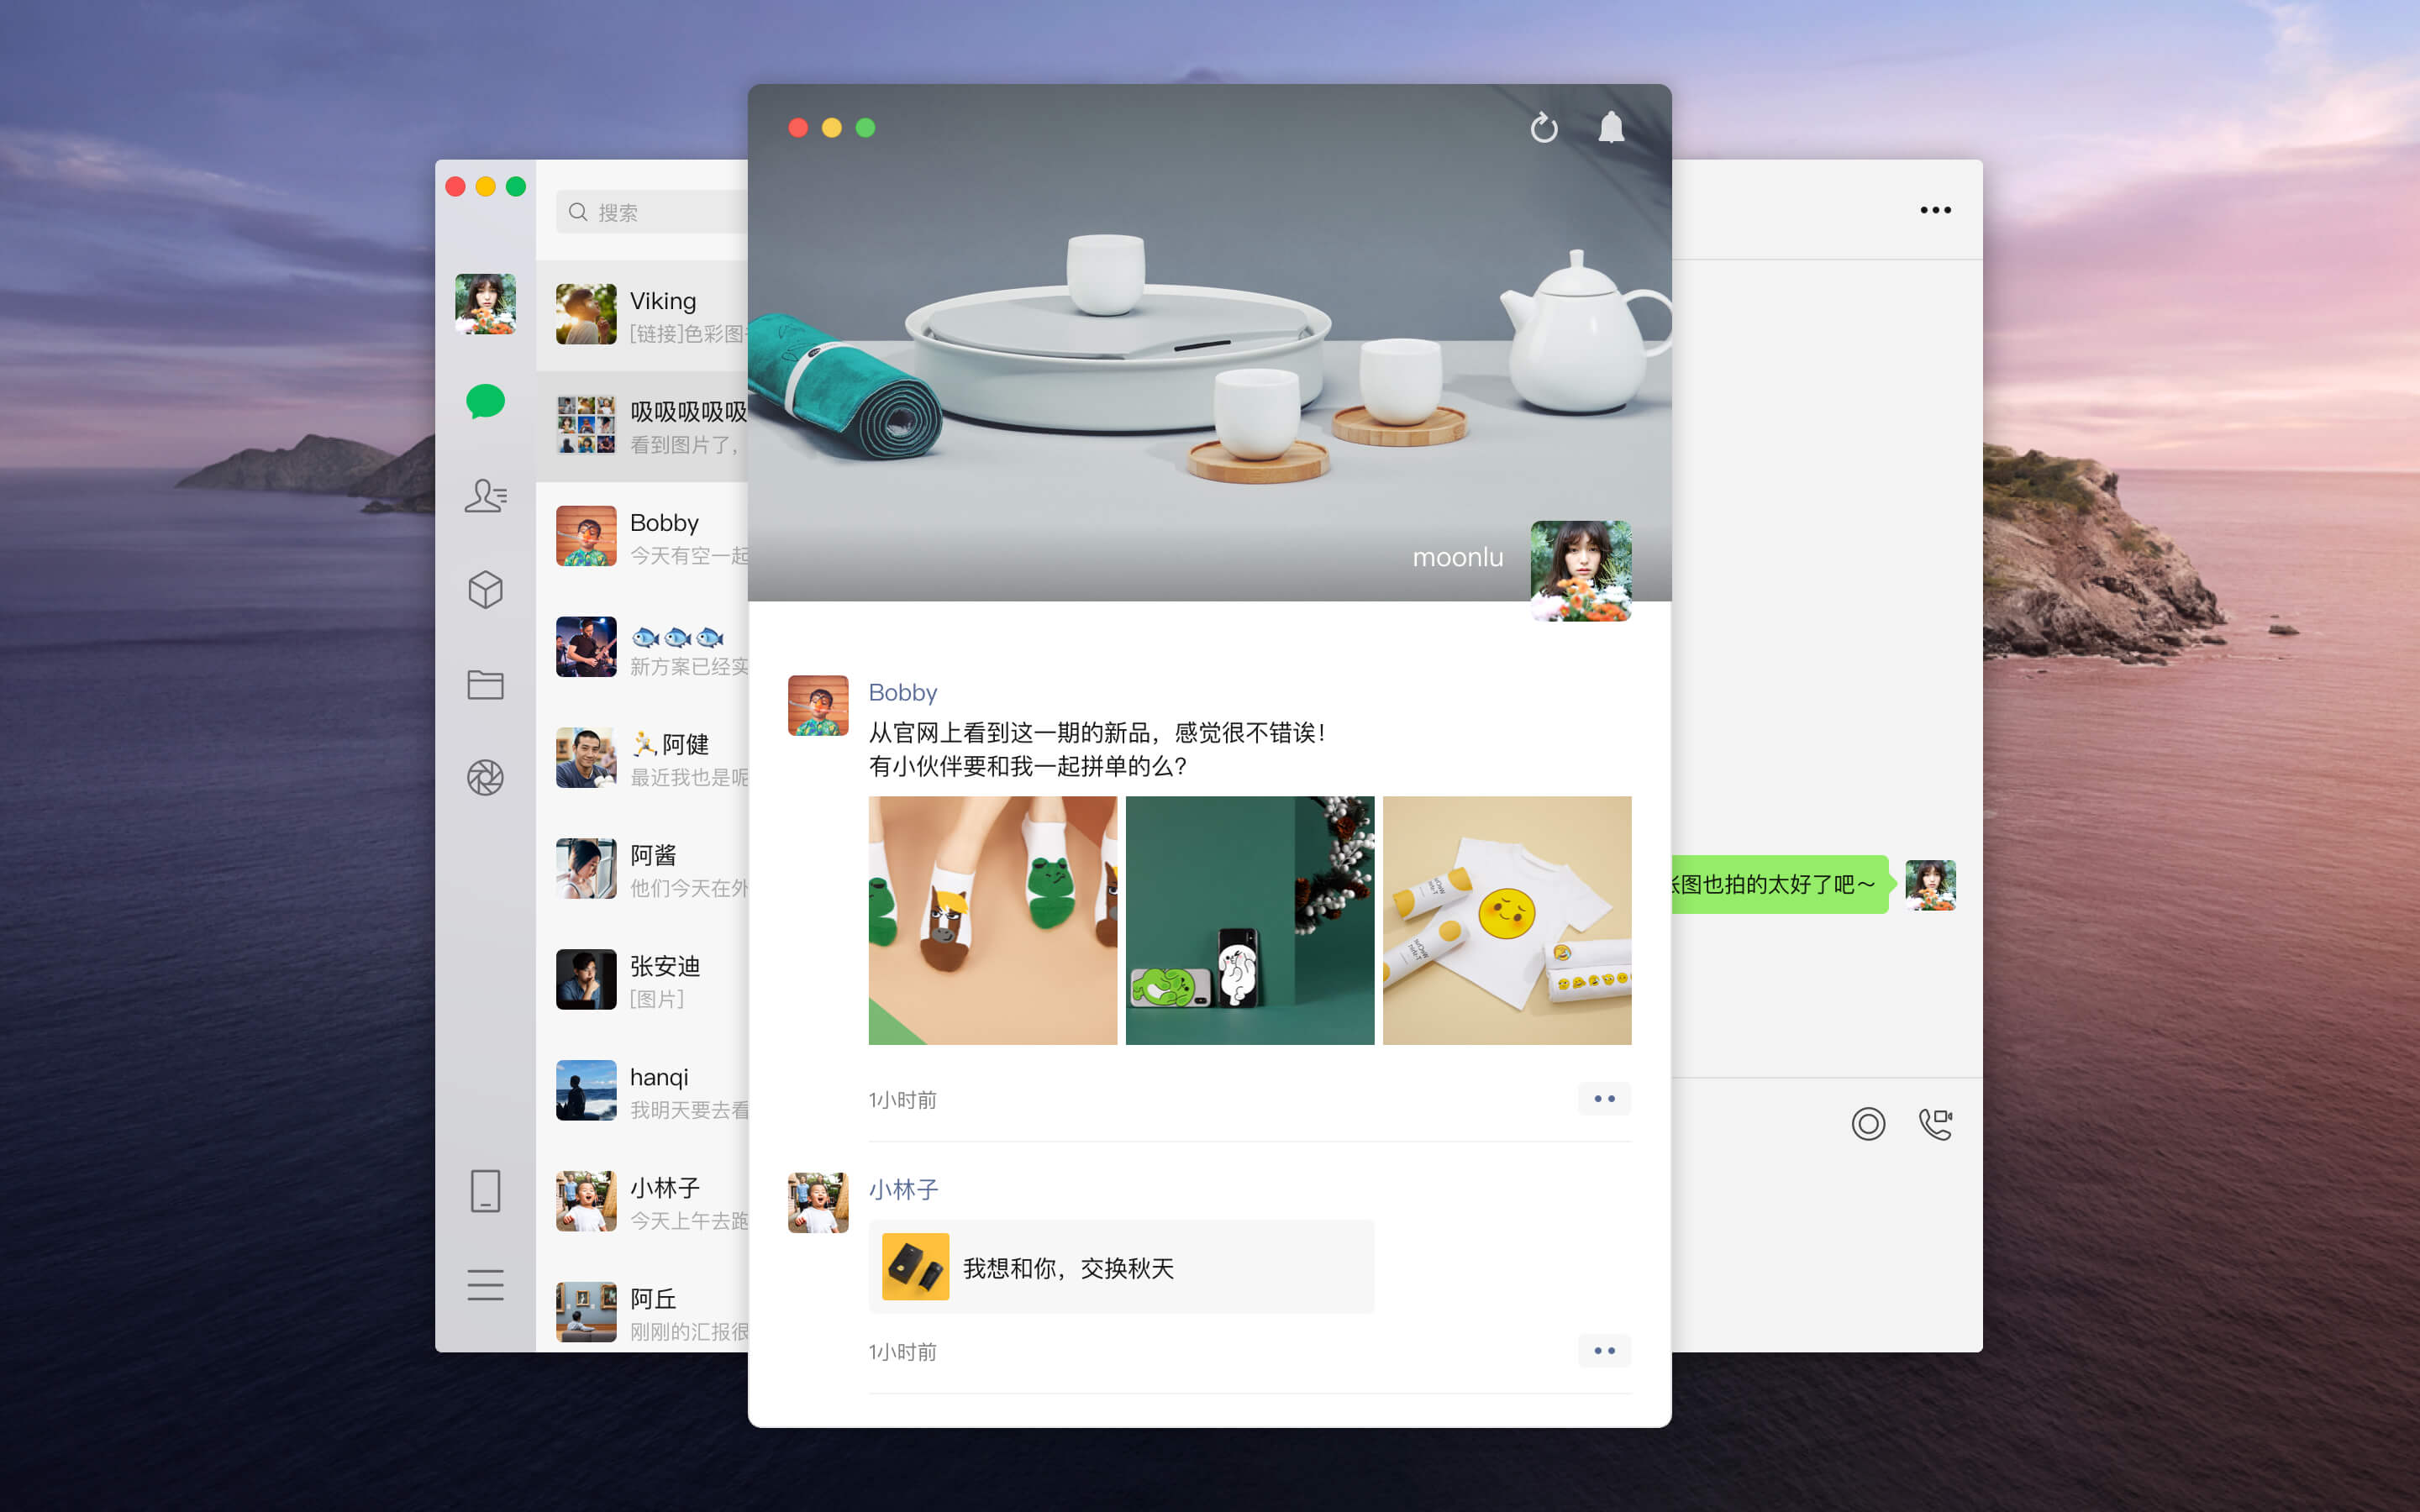 搜索
Viking
[链接]色彩图
吸吸吸吸吸
看到图片了，
Bobby
今天有空一起
🐟🐟🐟
新方案已经实
🏃阿健
最近我也是呢
阿酱
他们今天在外
张安迪
[图片]
hanqi
我明天要去看
小林子
今天上午去跑
阿丘
刚刚的汇报很
moonlu
Bobby
从官网上看到这一期的新品，感觉很不错诶！
有小伙伴要和我一起拼单的么？
1小时前
小林子
我想和你，交换秋天
1小时前
图也拍的太好了吧～